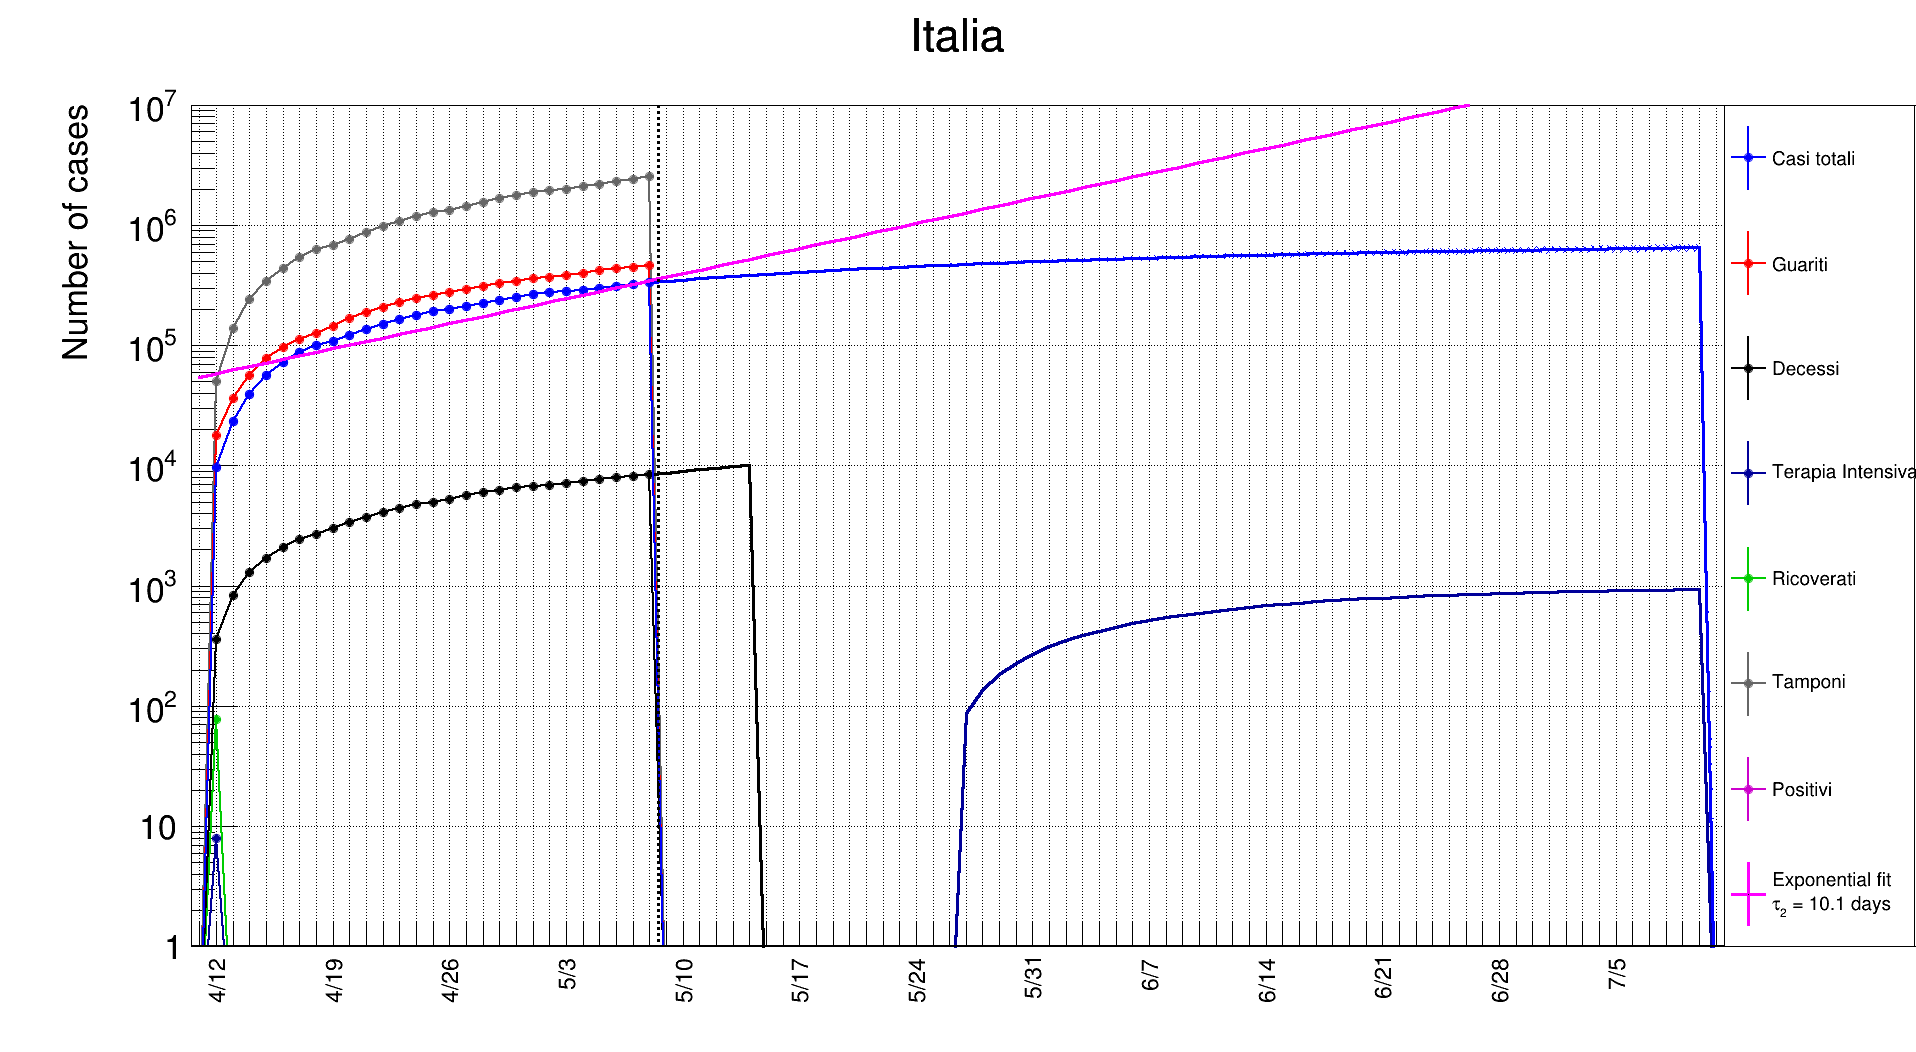 Italia
Number of cases
10^7
10^6
10^5
10^4
10^3
10^2
10
1
4/12
4/19
4/26
5/3
5/10
5/17
5/24
5/31
6/7
6/14
6/21
6/28
7/5
Casi totali
Guariti
Decessi
Terapia Intensiva
Ricoverati
Tamponi
Positivi
Exponential fit
τ_2 = 10.1 days